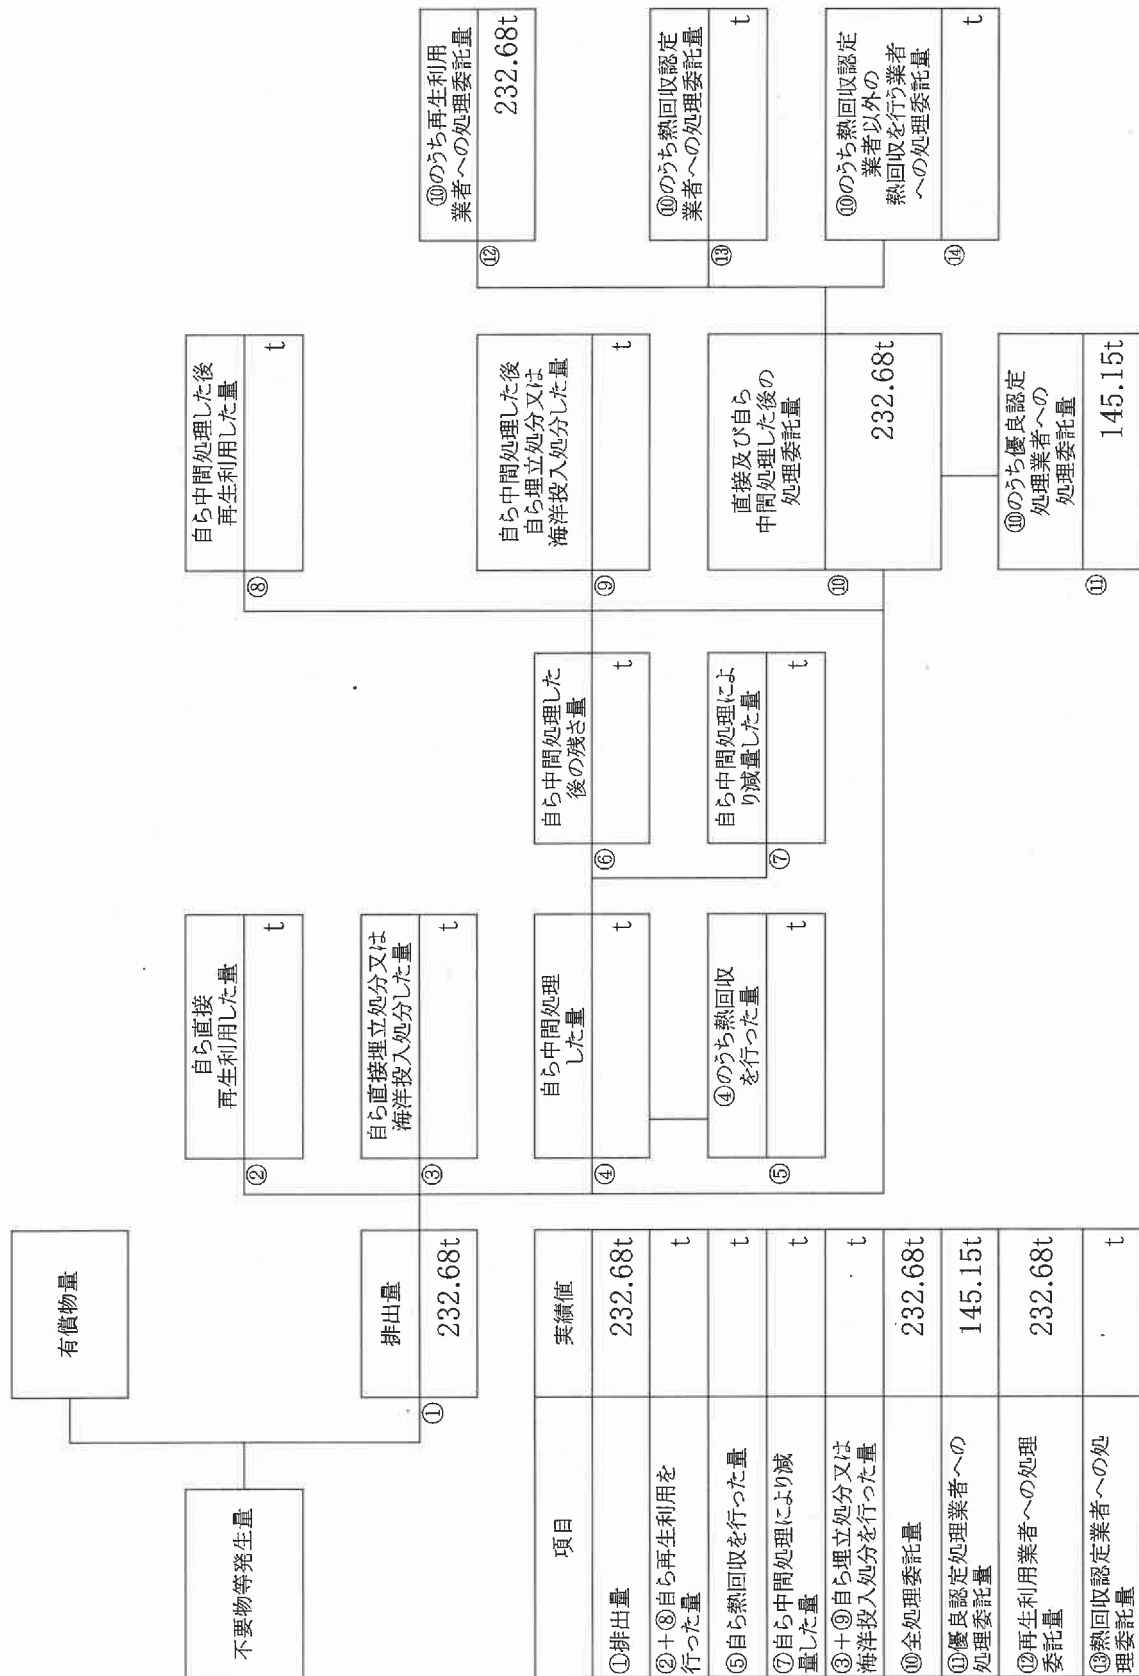 不要物等発生量
有償物量
①
排出量
232.68t
②
自ら直接
再生利用した量
t
③
自ら直接埋立処分又は
海洋投入処分した量
t
④
自ら中間処理
した量
t
⑤
④のうち熱回収
を行った量
t
⑥
自ら中間処理した
後の残さ量
t
⑦
自ら中間処理によ
り減量した量
t
⑧
自ら中間処理した後
再生利用した量
t
⑨
自ら中間処理した後
自ら埋立処分又は
海洋投入処分した量
t
⑩
直接及び自ら
中間処理した後の
処理委託量
232.68t
⑪
⑩のうち優良認定
処理業者への
処理委託量
145.15t
⑫
⑩のうち再生利用
業者への処理委託量
232.68t
⑬
⑩のうち熱回収認定
業者への処理委託量
t
⑭
⑩のうち熱回収認定
業者以外の
熱回収を行う業者
への処理委託量
t
項目 実績値
①排出量 232.68t
②+⑧自ら再生利用を
行った量 t
⑤自ら熱回収を行った量 t
⑦自ら中間処理により減
量した量 t
③+⑨自ら埋立処分又は
海洋投入処分を行った量 t
⑩全処理委託量 232.68t
⑪優良認定処理業者への
処理委託量 145.15t
⑫再生利用業者への処理
委託量 232.68t
⑬熱回収認定業者への処
理委託量 t